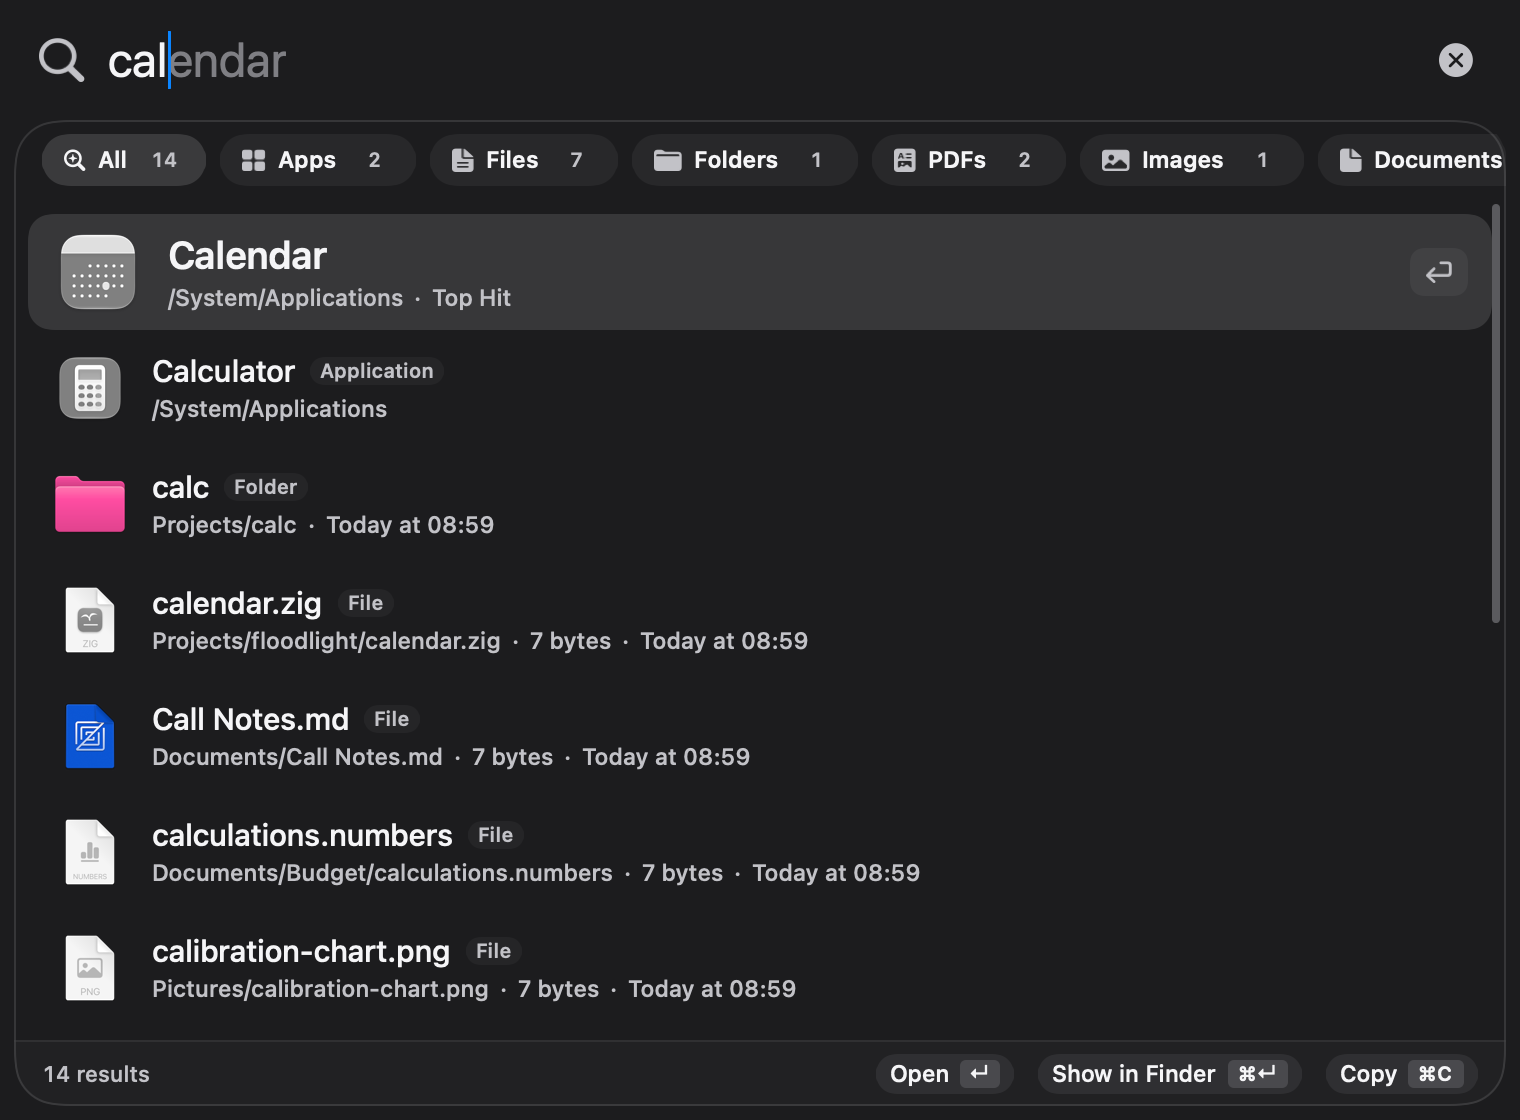 calendar
All 14 Apps 2 Files 7 Folders 1 PDFs 2 Images 1 Documents
Calendar
/System/Applications · Top Hit
Calculator Application
/System/Applications
calc Folder
Projects/calc · Today at 08:59
calendar.zig File
Projects/floodlight/calendar.zig · 7 bytes · Today at 08:59
ZIG
Call Notes.md File
Documents/Call Notes.md · 7 bytes · Today at 08:59
calculations.numbers File
Documents/Budget/calculations.numbers · 7 bytes · Today at 08:59
NUMBERS
calibration-chart.png File
Pictures/calibration-chart.png · 7 bytes · Today at 08:59
PNG
14 results Open ↵ Show in Finder ⌘↵ Copy ⌘C